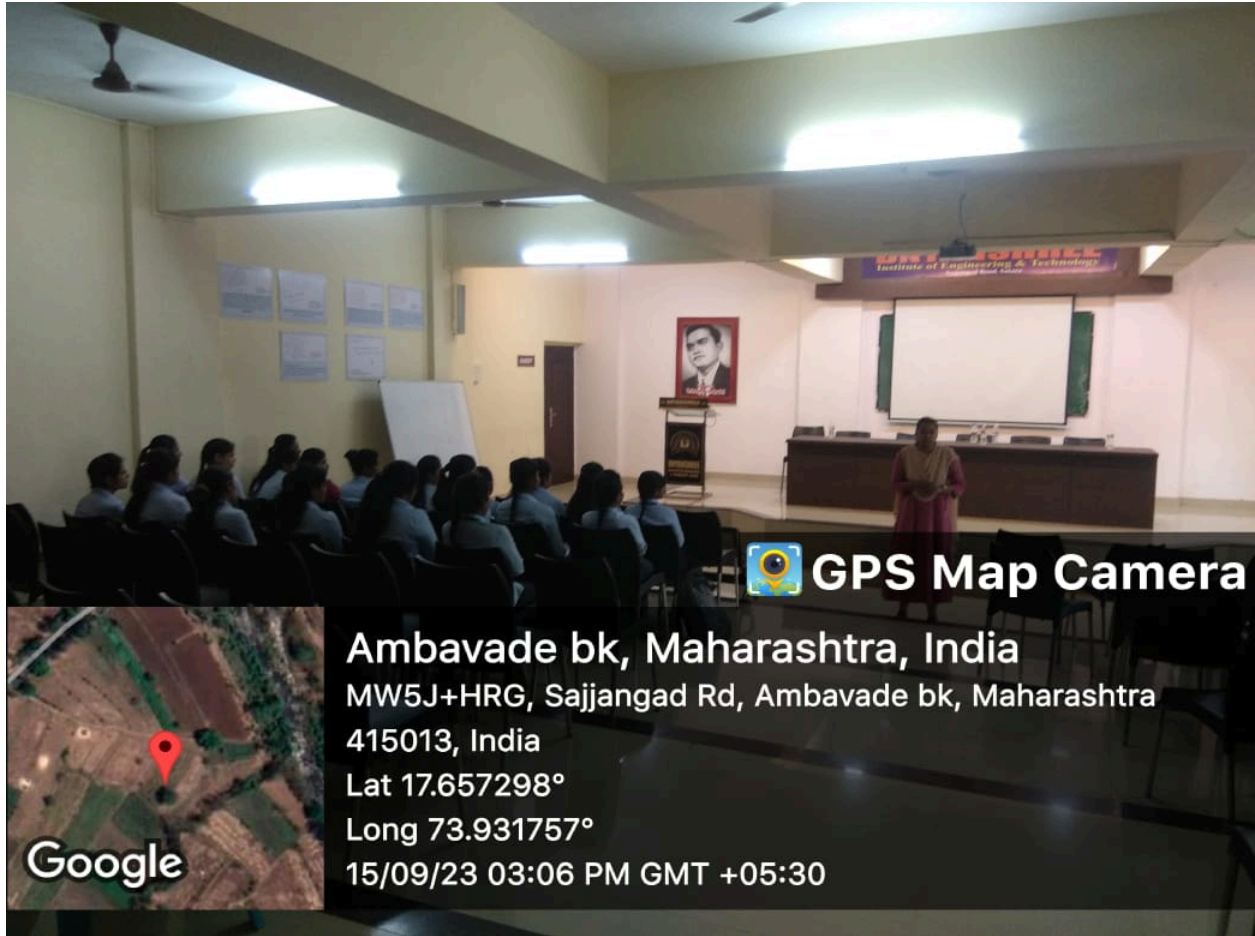 Institute of Engineering & Technology
GPS Map Camera
Ambavade bk, Maharashtra, India
MW5J+HRG, Sajjangad Rd, Ambavade bk, Maharashtra
415013, India
Lat 17.657298°
Long 73.931757°
15/09/23 03:06 PM GMT +05:30
Google